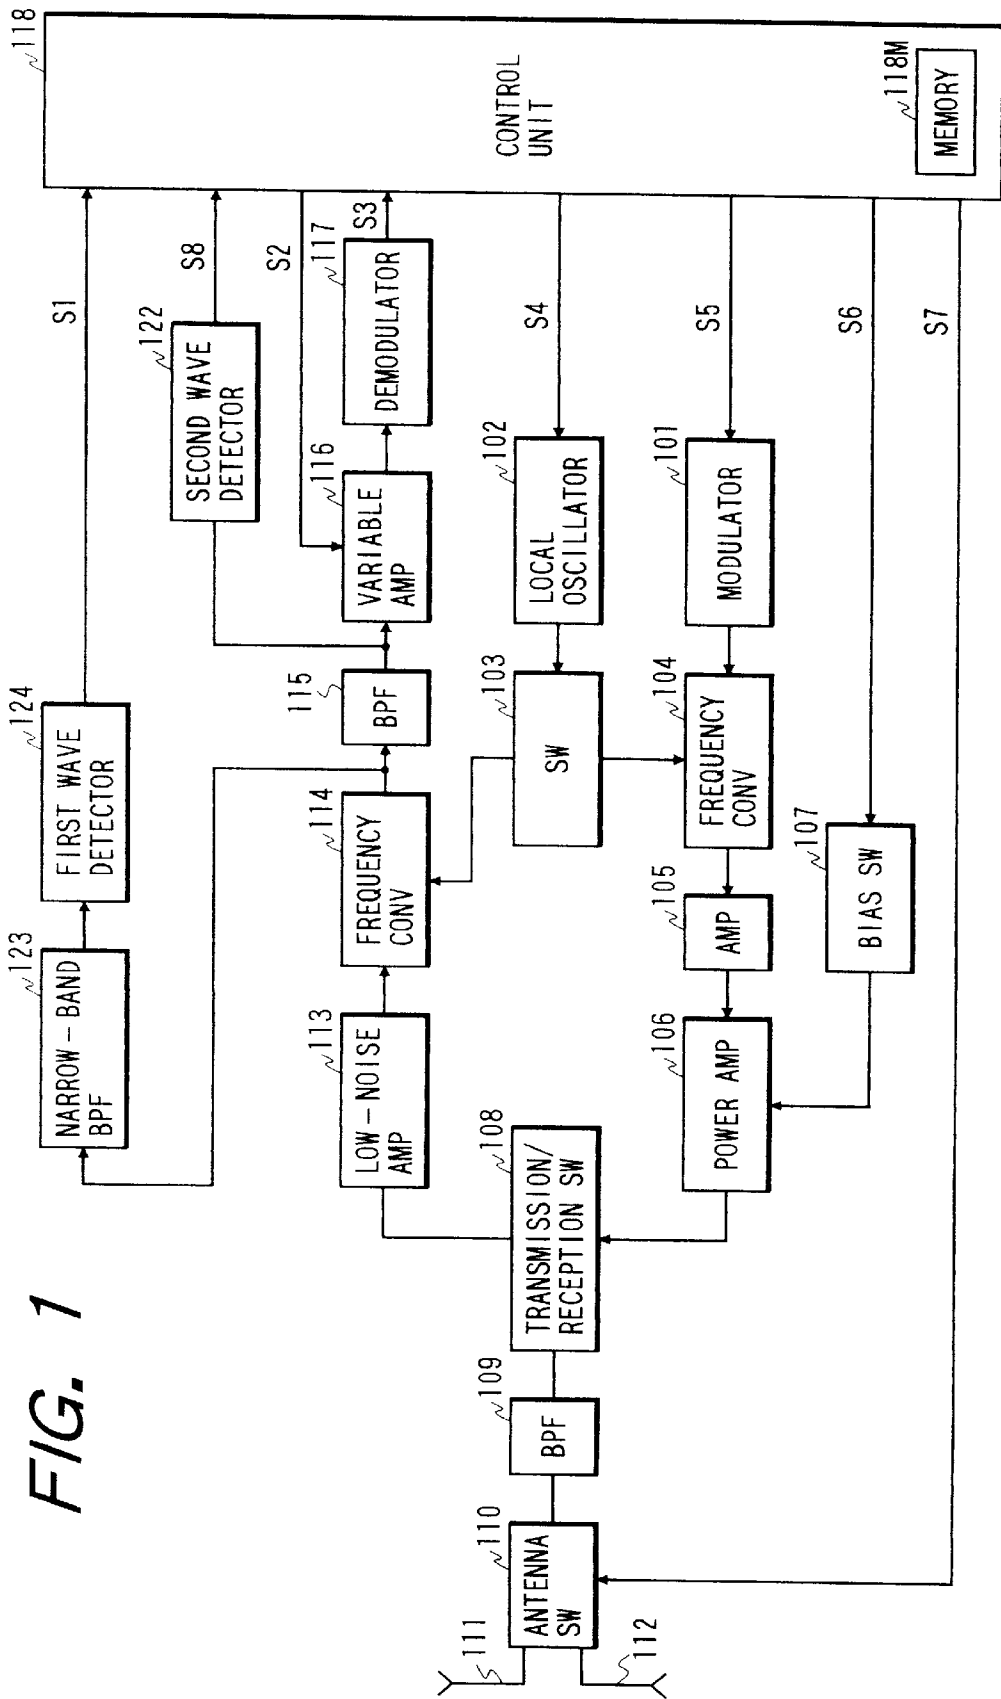 FIG. 1
118
CONTROL
UNIT
118M
MEMORY
S1
S8
S2
S3
S4
S5
S6
S7
123
NARROW-BAND
BPF
124
FIRST WAVE
DETECTOR
122
SECOND WAVE
DETECTOR
113
LOW-NOISE
AMP
114
FREQUENCY
CONV
115
BPF
116
VARIABLE
AMP
117
DEMODULATOR
111
112
110
ANTENNA
SW
109
BPF
108
TRANSMISSION/
RECEPTION SW
103
SW
102
LOCAL
OSCILLATOR
106
POWER AMP
105
AMP
104
FREQUENCY
CONV
101
MODULATOR
107
BIAS SW